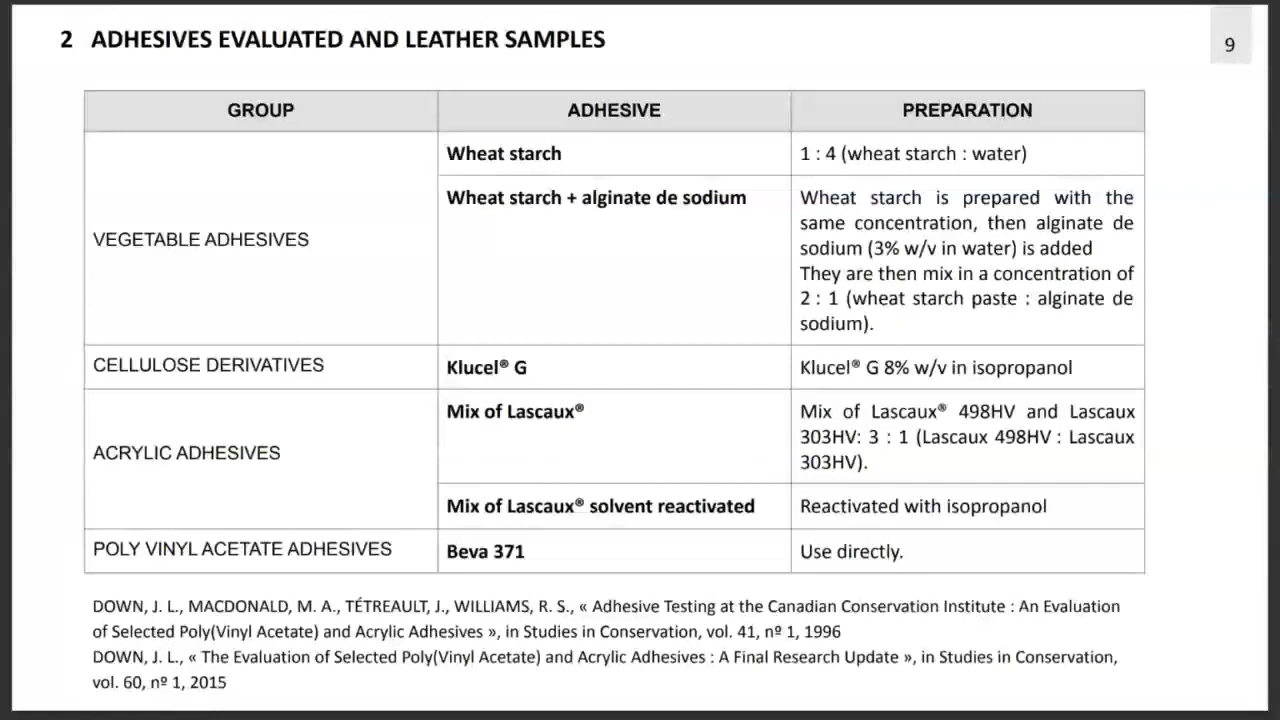 2 ADHESIVES EVALUATED AND LEATHER SAMPLES
9
GROUP ADHESIVE PREPARATION
VEGETABLE ADHESIVES
Wheat starch
1 : 4 (wheat starch : water)
Wheat starch + alginate de sodium
Wheat starch is prepared with the
same concentration, then alginate de
sodium (3% w/v in water) is added
They are then mix in a concentration of
2 : 1 (wheat starch paste : alginate de
sodium).
CELLULOSE DERIVATIVES
Klucel® G
Klucel® G 8% w/v in isopropanol
ACRYLIC ADHESIVES
Mix of Lascaux®
Mix of Lascaux® 498HV and Lascaux
303HV: 3 : 1 (Lascaux 498HV : Lascaux
303HV).
Mix of Lascaux® solvent reactivated
Reactivated with isopropanol
POLY VINYL ACETATE ADHESIVES
Beva 371
Use directly.
DOWN, J. L., MACDONALD, M. A., TÉTREAULT, J., WILLIAMS, R. S., « Adhesive Testing at the Canadian Conservation Institute : An Evaluation
of Selected Poly(Vinyl Acetate) and Acrylic Adhesives », in Studies in Conservation, vol. 41, nº 1, 1996
DOWN, J. L., « The Evaluation of Selected Poly(Vinyl Acetate) and Acrylic Adhesives : A Final Research Update », in Studies in Conservation,
vol. 60, nº 1, 2015